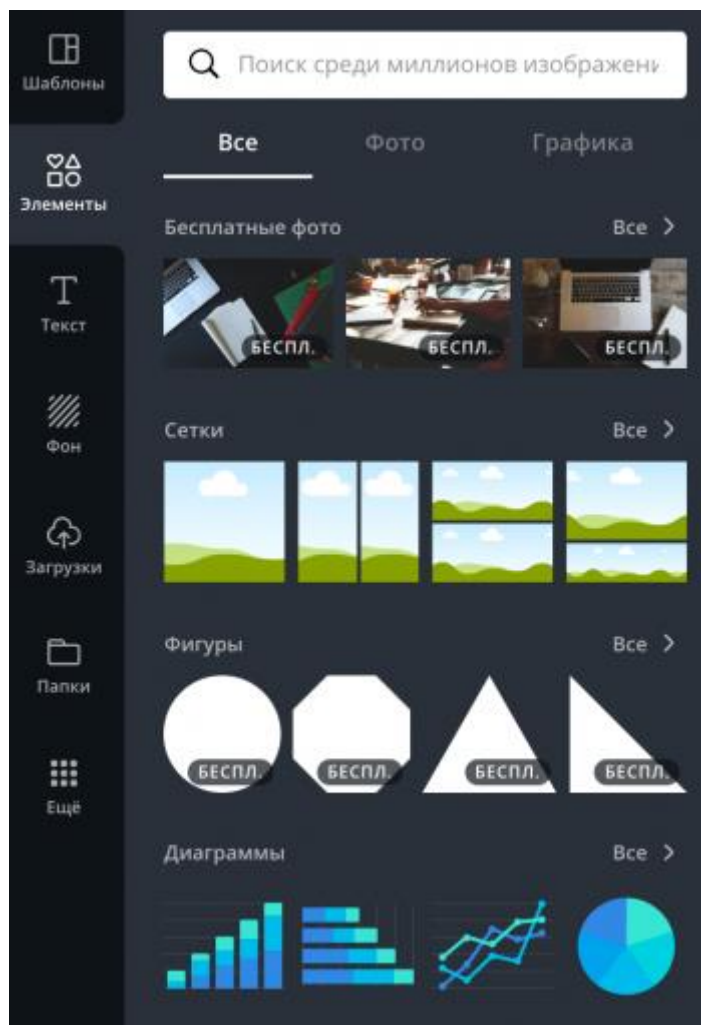 Шаблоны
Элементы
Текст
Фон
Загрузки
Папки
Ещё
Поиск среди миллионов изображени
Все Фото Графика
Бесплатные фото Все >
БЕСПЛ. БЕСПЛ. БЕСПЛ.
Сетки Все >
Фигуры Все >
БЕСПЛ. БЕСПЛ. БЕСПЛ. БЕСПЛ.
Диаграммы Все >